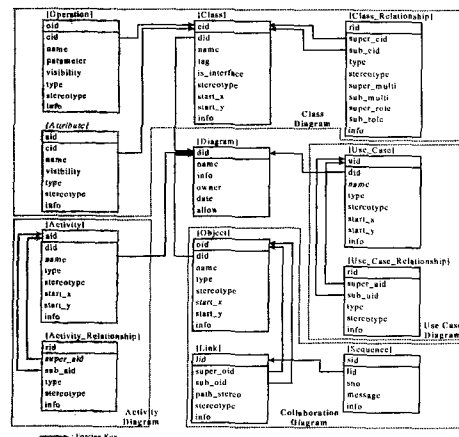 [Operation]
oid
cid
name
parameter
visibility
type
stereotype
info
[Class]
cid
did
name
tag
is_interface
stereotype
start_x
start_y
info
[Class_Relationship]
rid
super_cid
sub_cid
type
stereotype
super_multi
sub_multi
super_role
sub_role
info
Class
Diagram
[Attribute]
aid
cid
name
visibility
type
stereotype
info
[Diagram]
did
name
info
owner
date
allow
[Use_Case]
uid
did
name
type
stereotype
start_x
start_y
info
[Activity]
aid
did
name
type
stereotype
start_x
start_y
info
[Object]
oid
did
name
type
stereotype
start_x
start_y
info
[Use_Case_Relationship]
rid
super_uid
sub_uid
type
stereotype
info
Use Case
Diagram
[Activity_Relationship]
rid
super_aid
sub_aid
type
stereotype
info
Activity
Diagram
[Link]
lid
super_oid
sub_oid
path_stereo
stereotype
info
[Sequence]
sid
lid
sno
message
info
Collaboration
Diagram
: Foreign Key